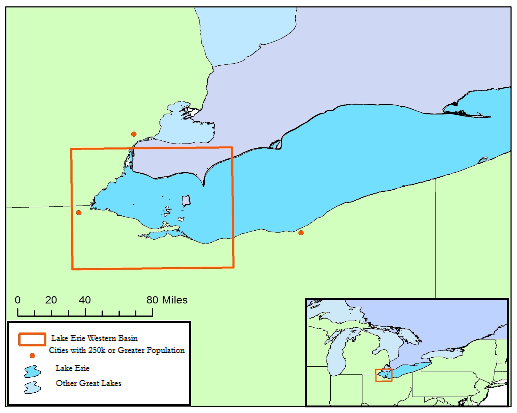 0 20 40 80 Miles
Lake Erie Western Basin
Cities with 250k or Greater Population
Lake Erie
Other Great Lakes